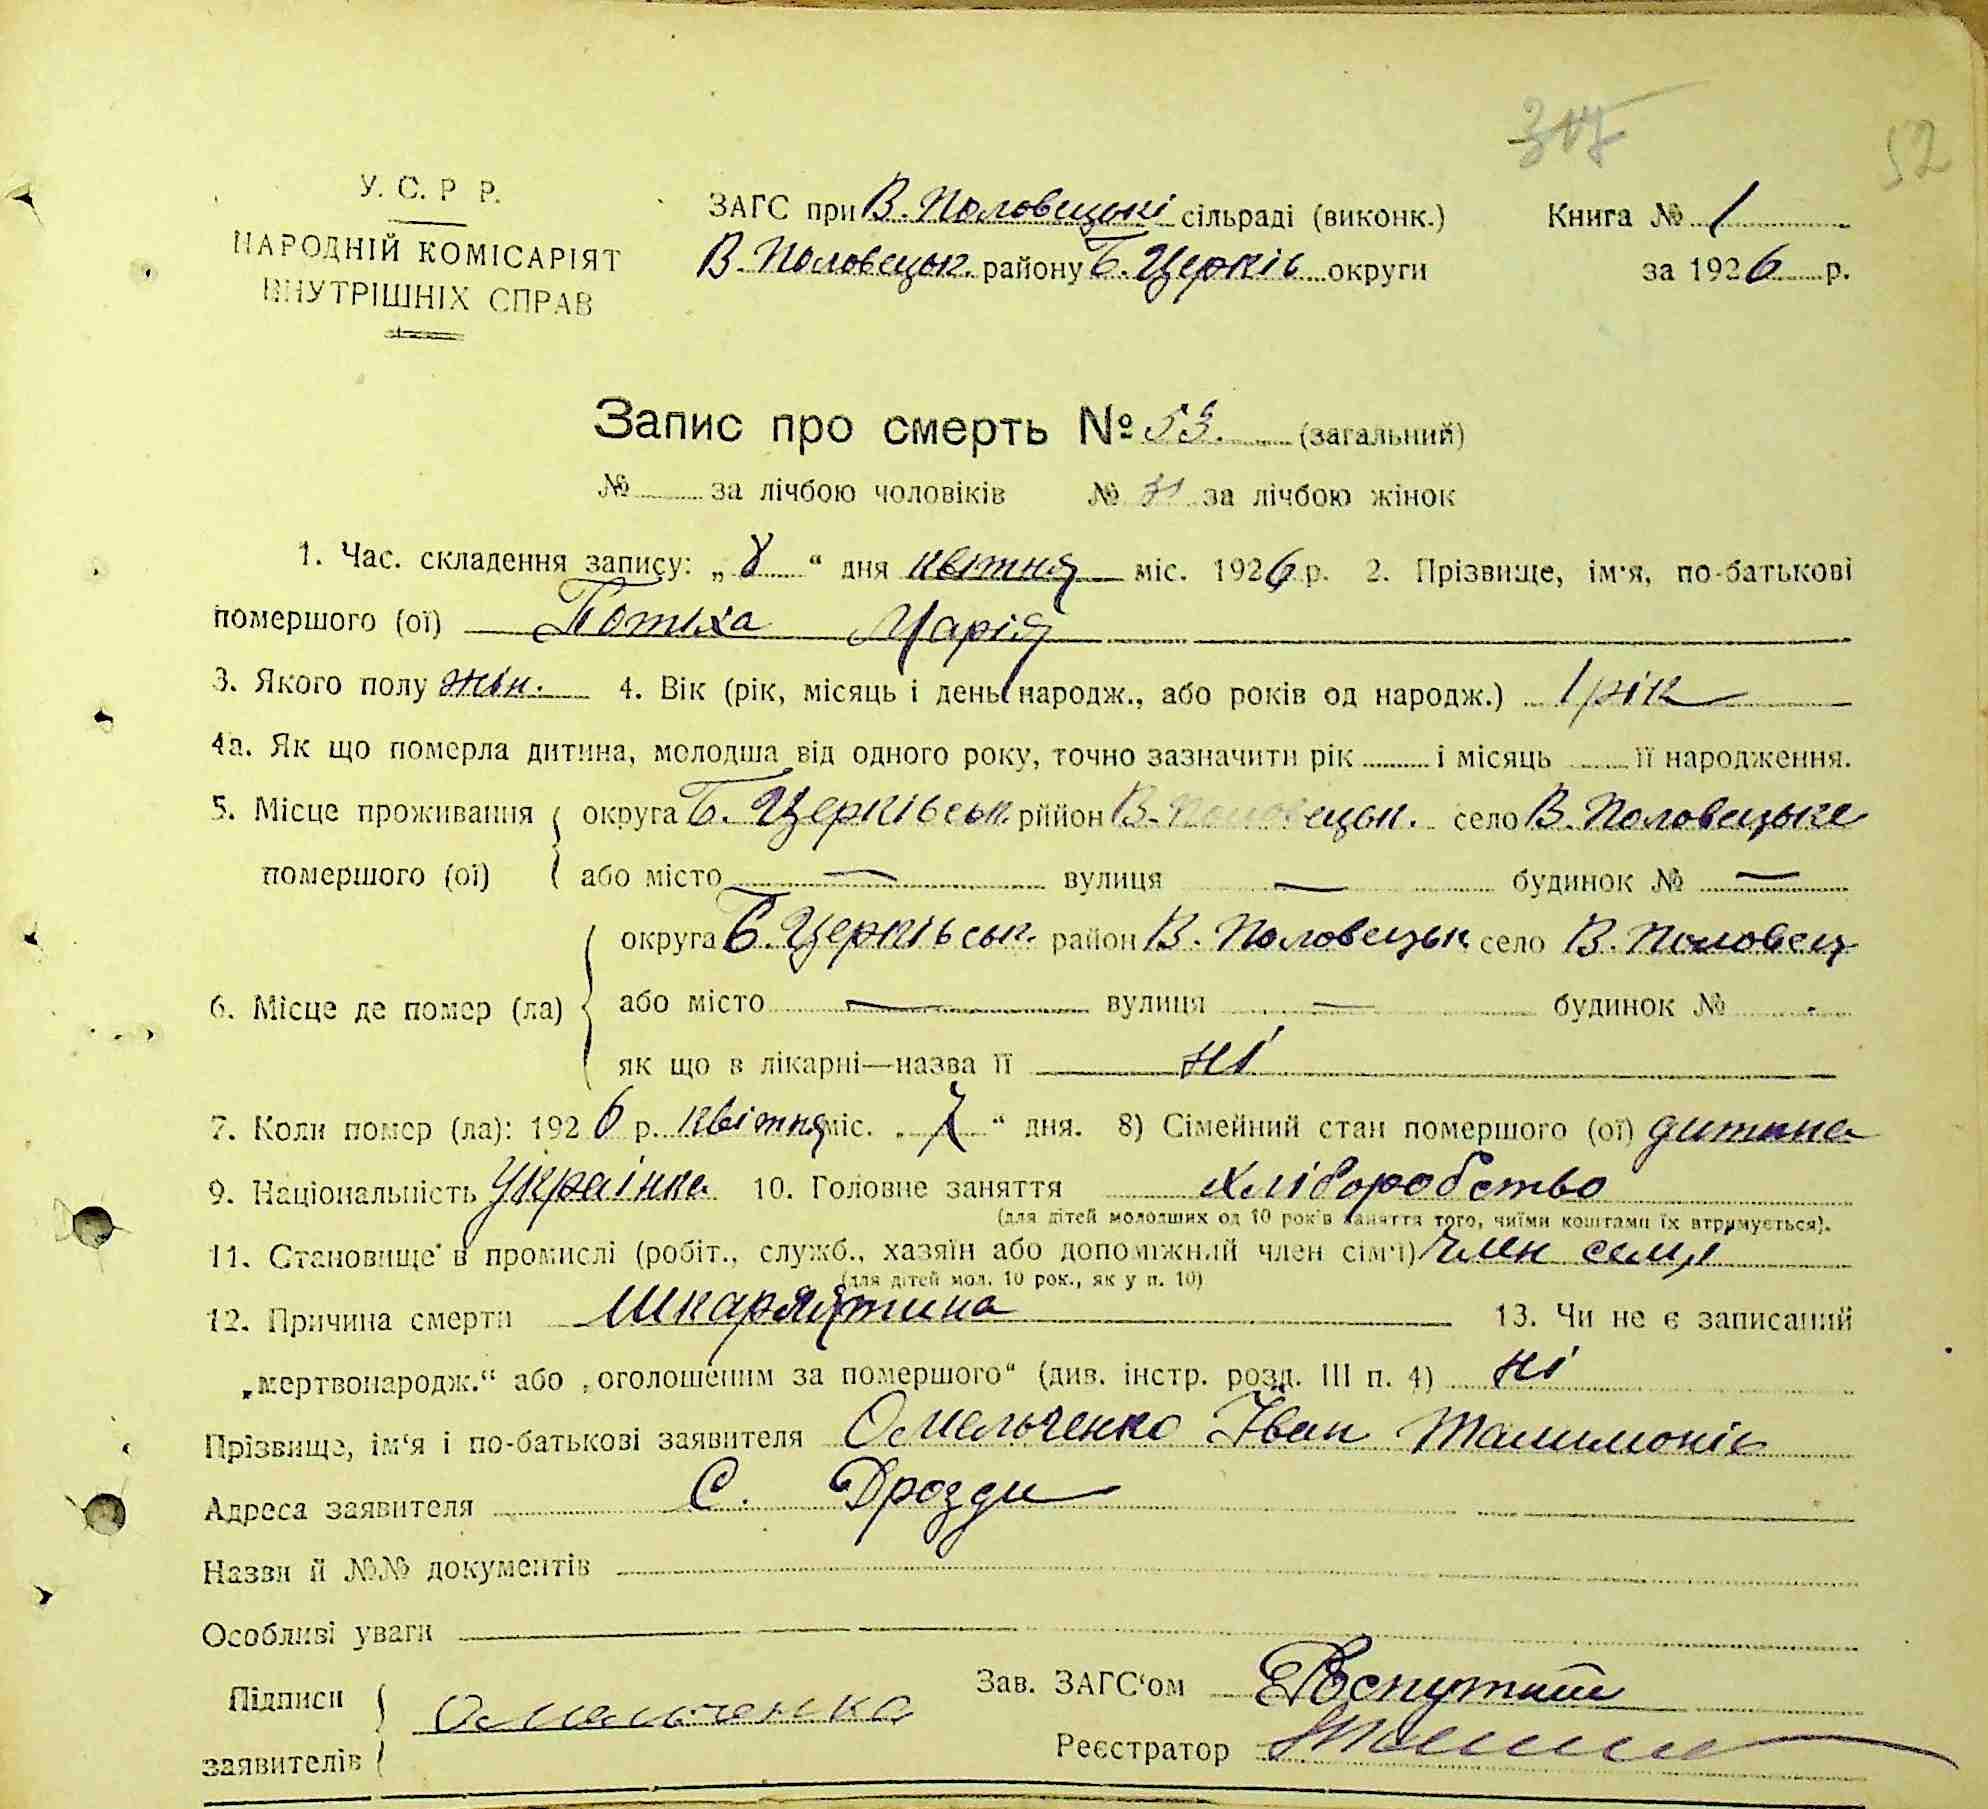 317 52
У. С. Р Р.
НАРОДНІЙ КОМІСАРІЯТ
ВНУТРІШНІХ СПРАВ
ЗАГС при В. Половецькі сільраді (виконк.) Книга № 1
В. Половецьк. району Б. Церків округи за 1926 р.
Запис про смерть № 53. (загальний)
№ за лічбою чоловіків № за лічбою жінок
1. Час. складення запису: „8“ дня квітня міс. 1926 р. 2. Прізвище, ім'я, по-батькові
помершого (ої) Потіха Марія
3. Якого полу жін. 4. Вік (рік, місяць і день народж., або років од народж.) 1 рік
4а. Як що померла дитина, молодша від одного року, точно зазначити рік і місяць її народження.
5. Місце проживання округа Б. Церківськ. район В. Половецьк. село В. Половецьке
помершого (ої) або місто — вулиця — будинок № —
округа Б. Церківськ. район В. Половецьк село В. Половец
6. Місце де помер (ла) або місто — вулиця — будинок № -
як що в лікарні—назва її ні
7. Коли помер (ла): 1926 р. квітня міс. „7“ дня. 8) Сімейний стан помершого (ої) дитина
9. Національність Українка 10. Головне заняття хліборобство
(для дітей молодших од 10 років заняття того, чиїми коштами їх втримується).
11. Становище в промислі (робіт., служб., хазяїн або допоміжний член сім'ї) член семі
(для дітей мол. 10 рок., як у п. 10)
12. Причина смерти Шкарлятина 13. Чи не є записаний
„мертвонародж.“ або „оголошеним за помершого“ (див. інстр. розд. III п. 4) ні
Прізвище, ім'я і по-батькові заявителя Омельченко Іван Талимонів
Адреса заявителя С. Дрозди
Назви й №№ документів
Особливі уваги
Підписи Зав. ЗАГС'ом
Омельченко
заявителів Реєстратор